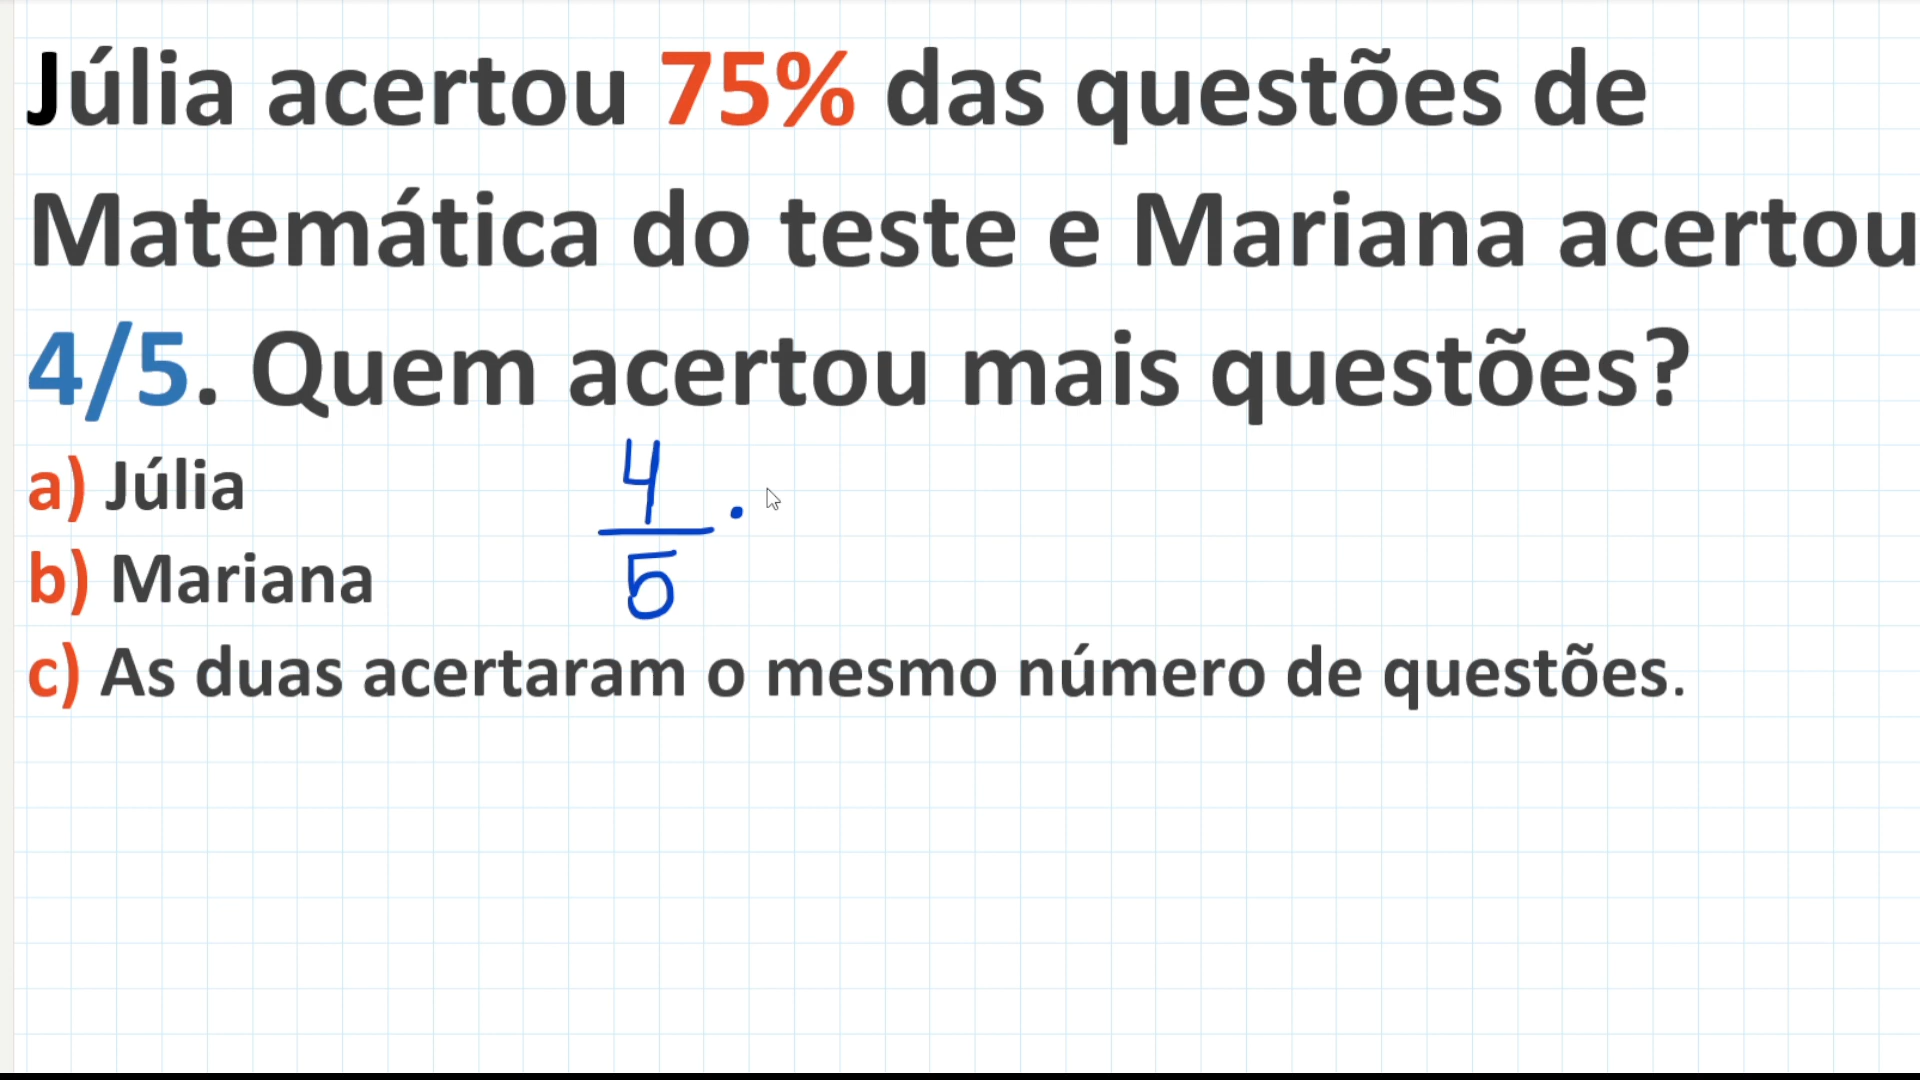 Júlia acertou 75% das questões de
Matemática do teste e Mariana acertou
4/5. Quem acertou mais questões?
a) Júlia
b) Mariana
c) As duas acertaram o mesmo número de questões.
4
5
.